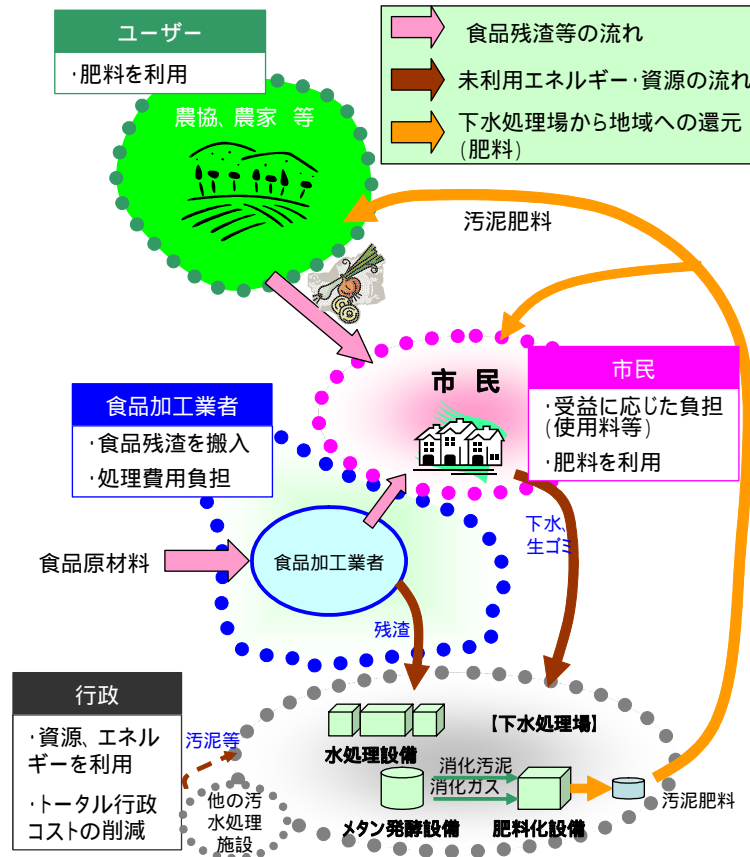 ユーザー
・肥料を利用
農協、農家 等
食品残渣等の流れ
未利用エネルギー・資源の流れ
下水処理場から地域への還元
(肥料)
汚泥肥料
市 民
市民
・受益に応じた負担
(使用料等)
・肥料を利用
食品加工業者
・食品残渣を搬入
・処理費用負担
食品原材料
食品加工業者
下水、
生ゴミ
残渣
行政
・資源、エネル
ギーを利用
・トータル行政
コストの削減
汚泥等
他の汚
水処理
施設
【下水処理場】
水処理設備
消化汚泥
消化ガス
メタン発酵設備
肥料化設備
汚泥肥料